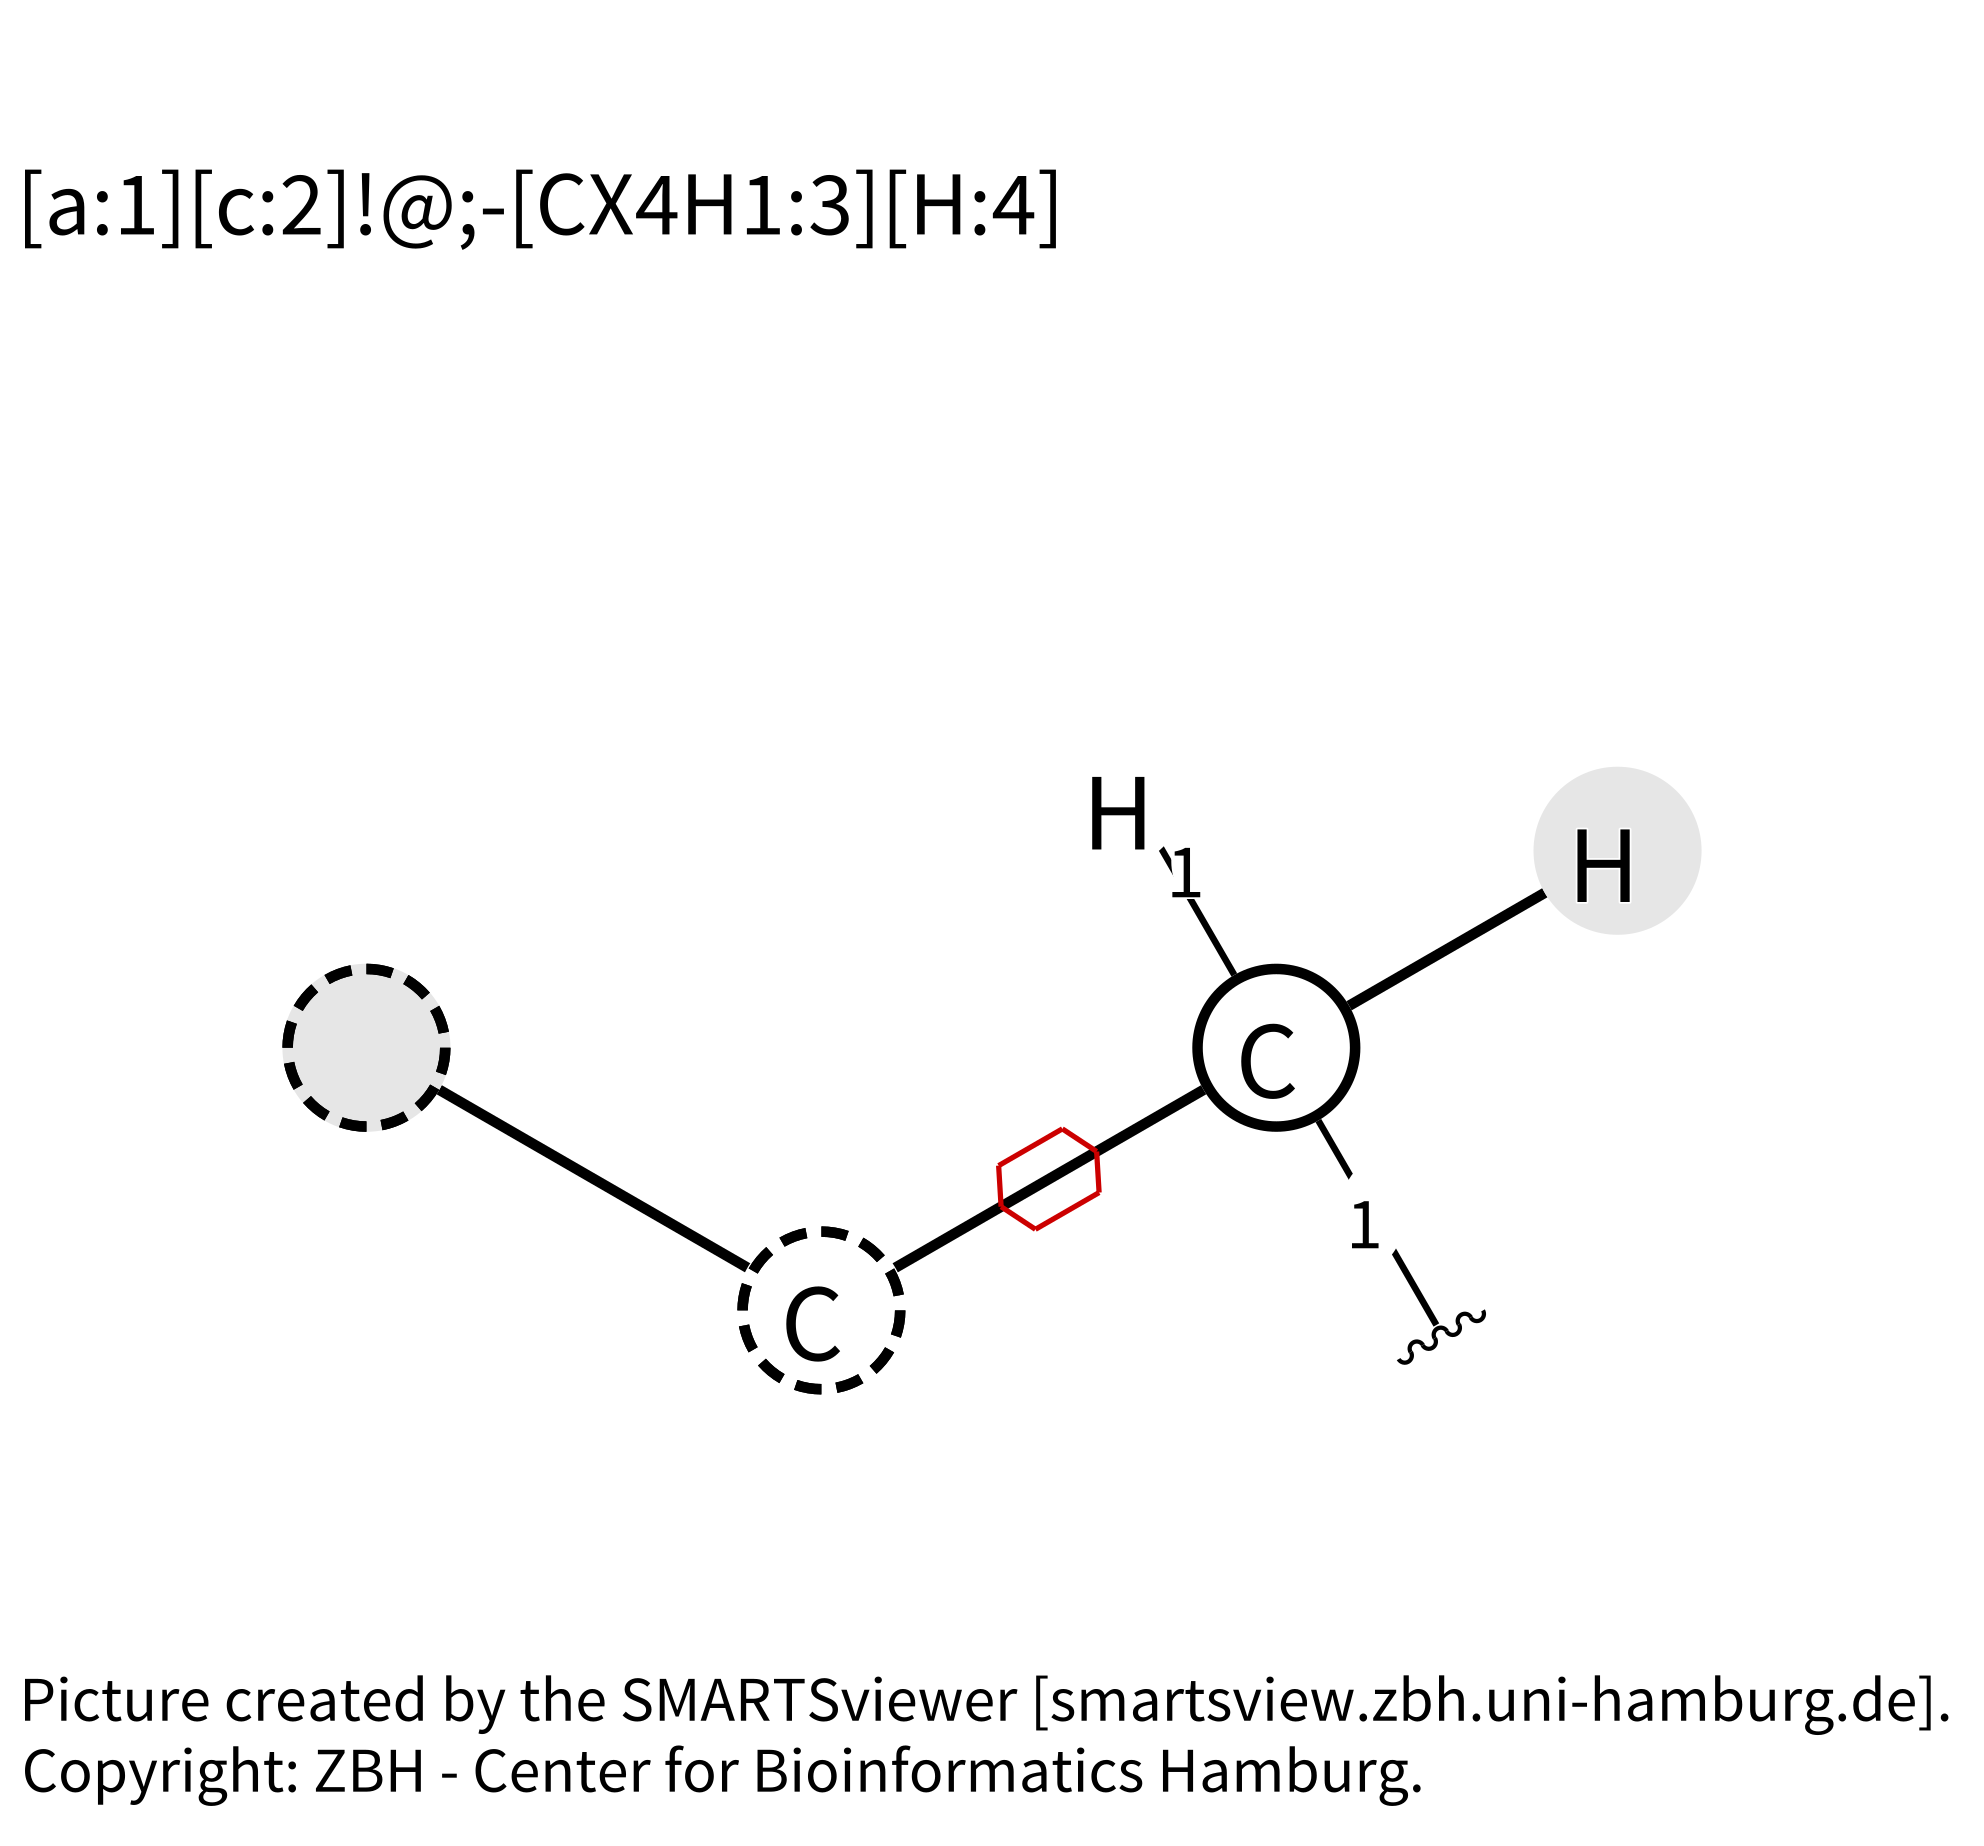 [a:1][c:2]!@;-[CX4H1:3][H:4]
H
1
H
C
1
C
Picture created by the SMARTSviewer [smartsview.zbh.uni-hamburg.de].
Copyright: ZBH - Center for Bioinformatics Hamburg.